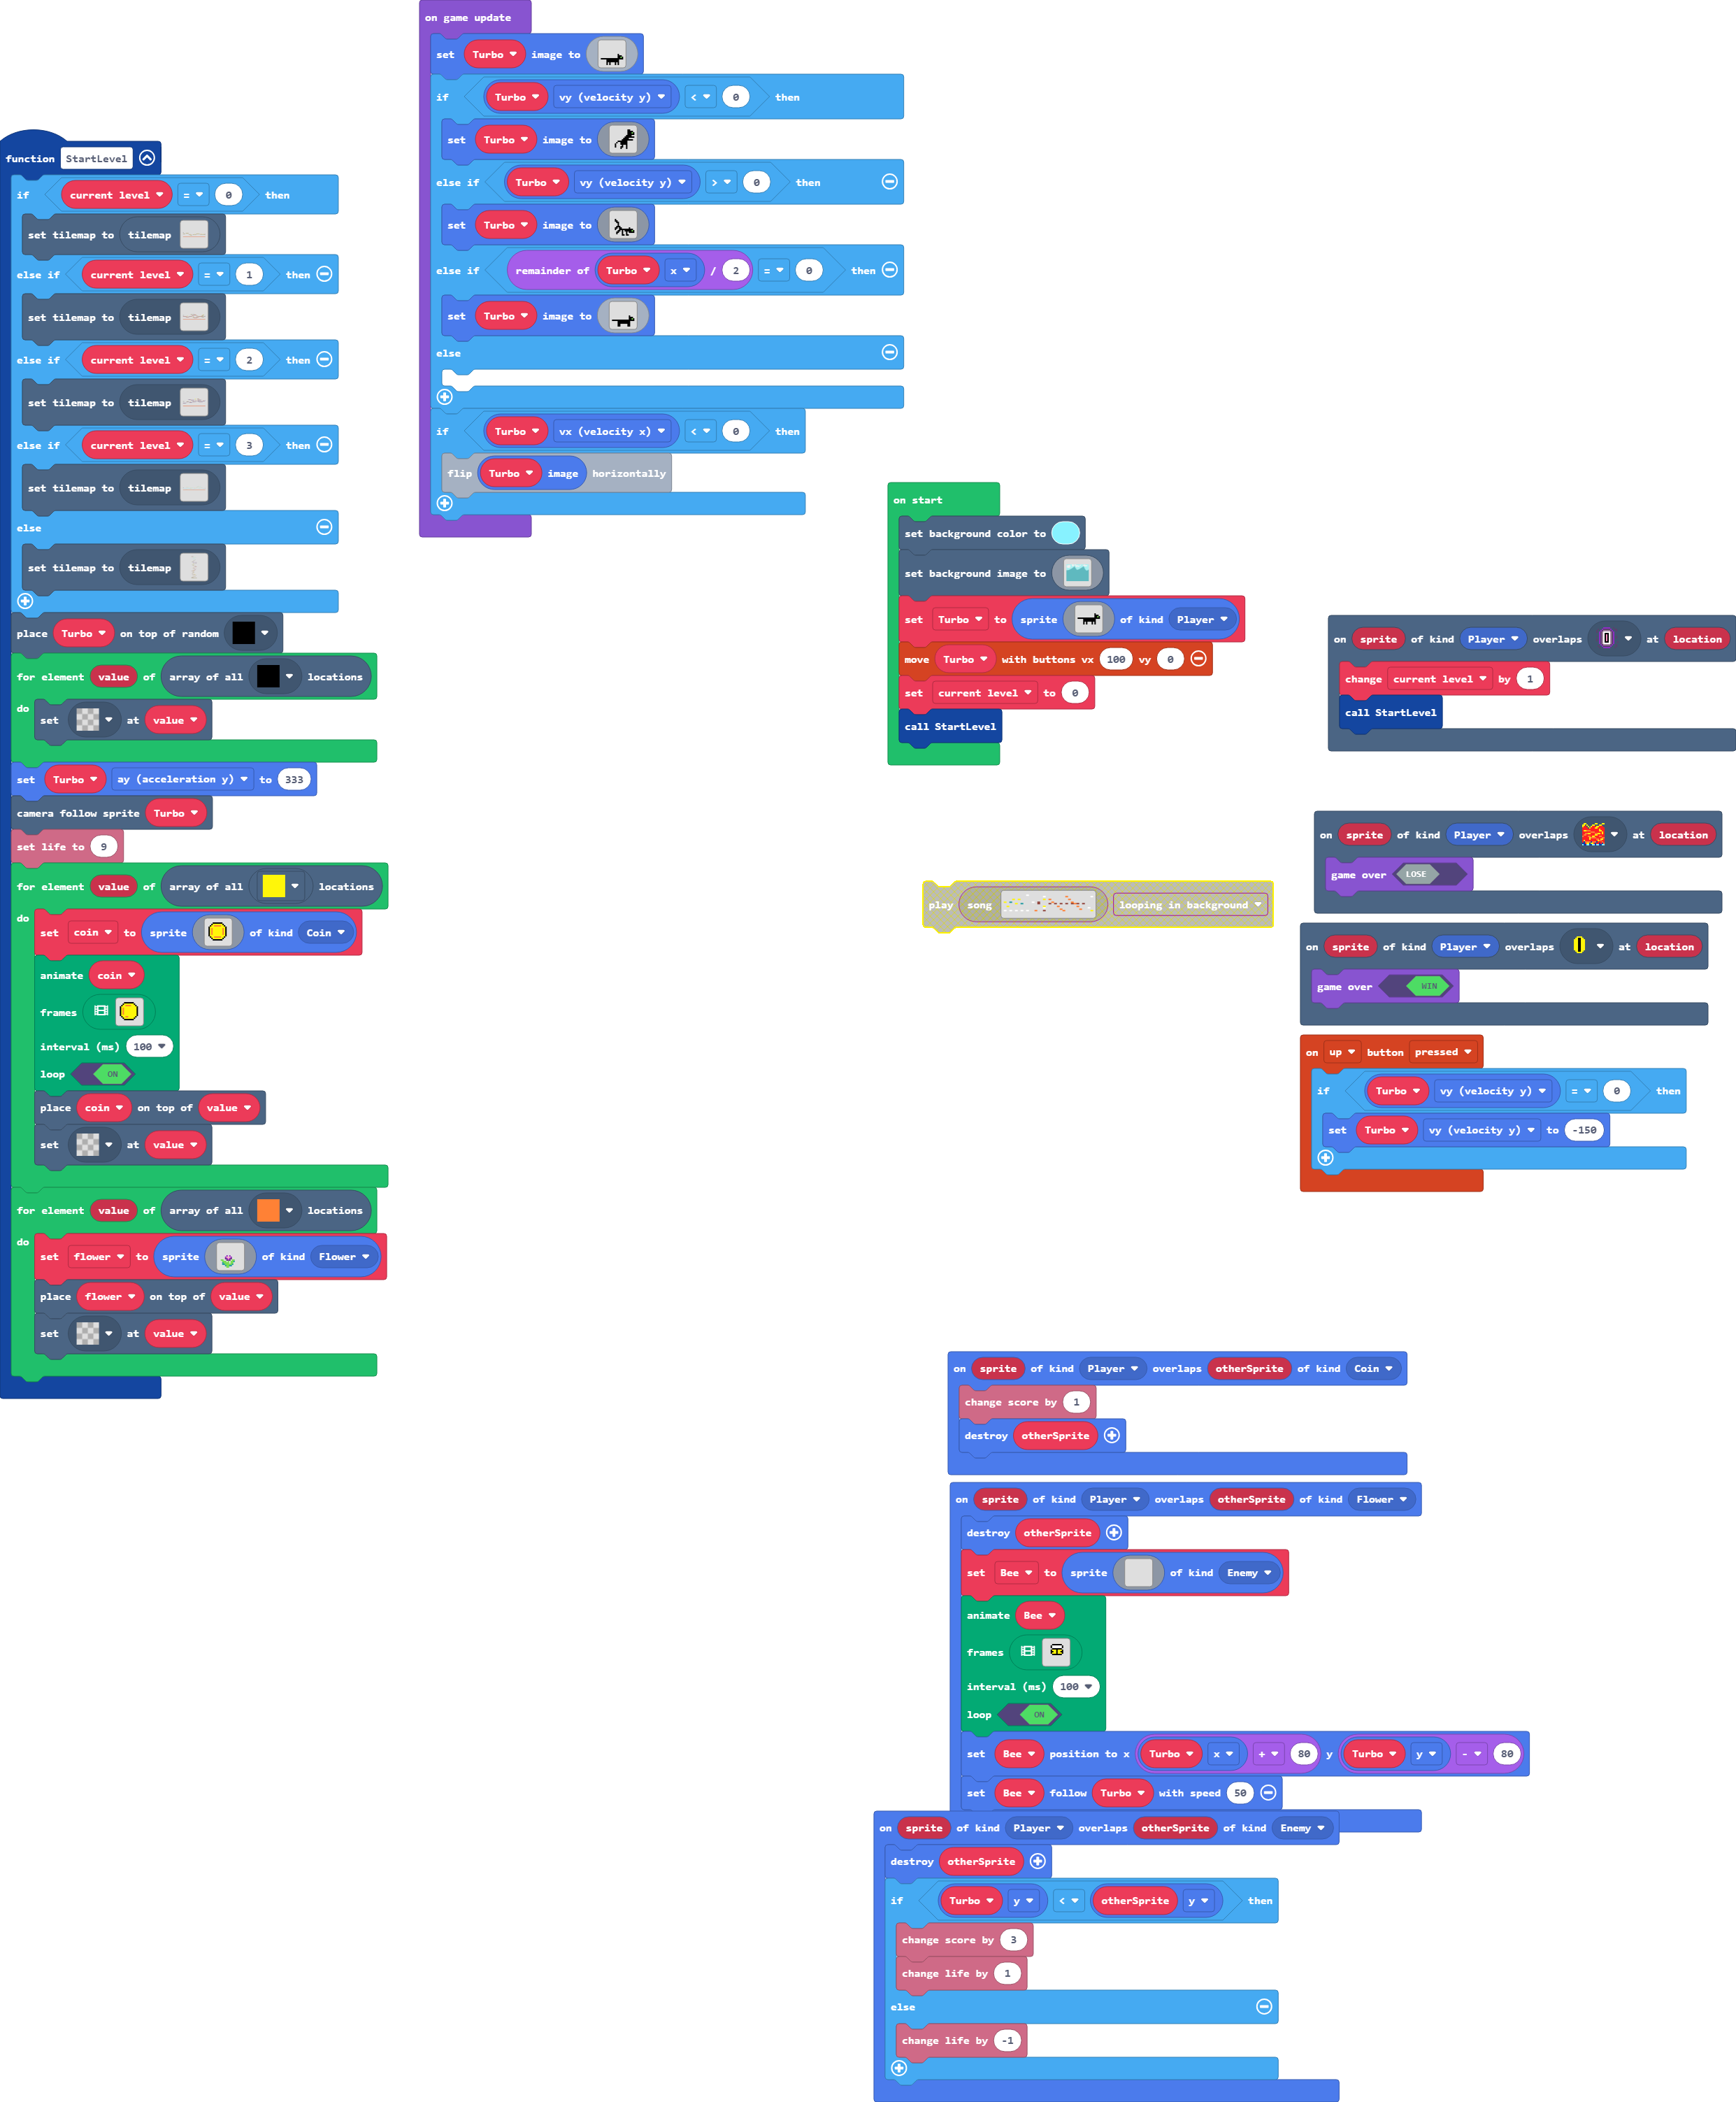 on game update
set Turbo image to
if Turbo vy (velocity y) < 0 then
set Turbo image to
else if Turbo vy (velocity y) > 0 then
set Turbo image to
else if remainder of Turbo x / 2 = 0 then
set Turbo image to
else
if Turbo vx (velocity x) < 0 then
flip Turbo image horizontally
function StartLevel
if current level = 0 then
set tilemap to tilemap
else if current level = 1 then
set tilemap to tilemap
else if current level = 2 then
set tilemap to tilemap
else if current level = 3 then
set tilemap to tilemap
else
set tilemap to tilemap
place Turbo on top of random
for element value of array of all locations
do
set at value
set Turbo ay (acceleration y) to 333
camera follow sprite Turbo
set life to 9
for element value of array of all locations
do
set coin to sprite of kind Coin
animate coin
frames
interval (ms) 100
loop ON
place coin on top of value
set at value
for element value of array of all locations
do
set flower to sprite of kind Flower
place flower on top of value
set at value
on start
set background color to
set background image to
set Turbo to sprite of kind Player
move Turbo with buttons vx 100 vy 0
set current level to 0
call StartLevel
play song looping in background
on sprite of kind Player overlaps at location
change current level by 1
call StartLevel
on sprite of kind Player overlaps at location
game over LOSE
on sprite of kind Player overlaps at location
game over WIN
on up button pressed
if Turbo vy (velocity y) = 0 then
set Turbo vy (velocity y) to -150
on sprite of kind Player overlaps otherSprite of kind Coin
change score by 1
destroy otherSprite
on sprite of kind Player overlaps otherSprite of kind Flower
destroy otherSprite
set Bee to sprite of kind Enemy
animate Bee
frames
interval (ms) 100
loop ON
set Bee position to x Turbo x + 80 y Turbo y - 80
set Bee follow Turbo with speed 50
on sprite of kind Player overlaps otherSprite of kind Enemy
destroy otherSprite
if Turbo y < otherSprite y then
change score by 3
change life by 1
else
change life by -1